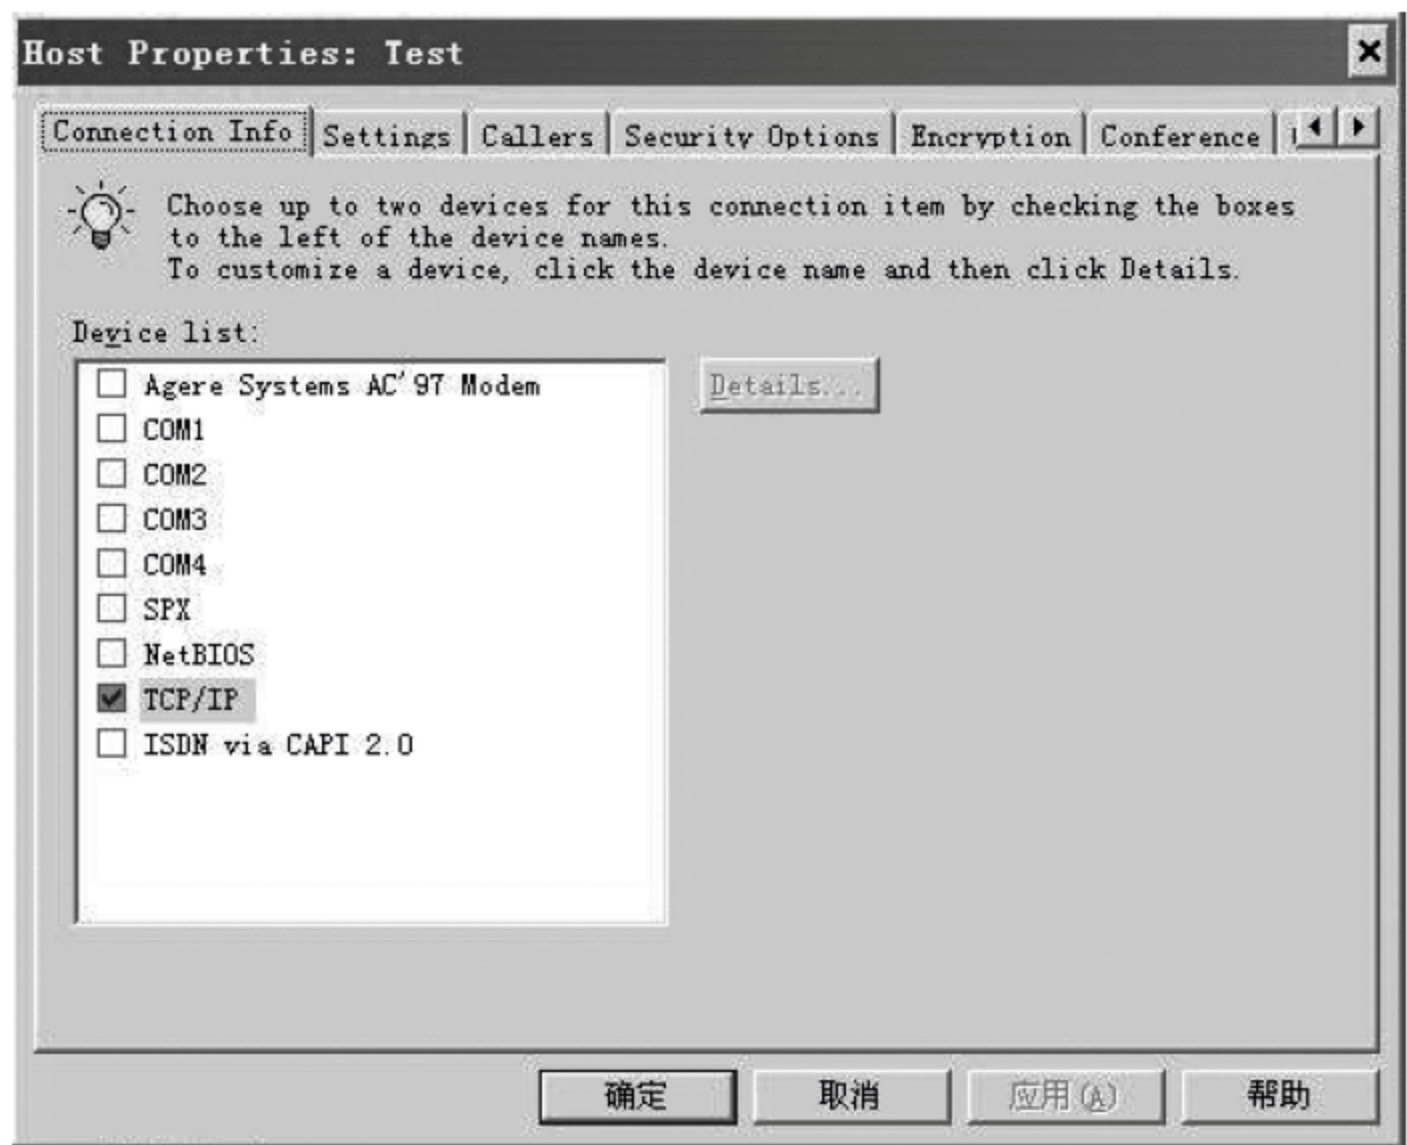 Host Properties: Test
Connection Info
Settings
Callers
Security Options
Encryption
Conference
Choose up to two devices for this connection item by checking the boxes
to the left of the device names.
To customize a device, click the device name and then click Details.
Device list:
Agere Systems AC'97 Modem
Details...
COM1
COM2
COM3
COM4
SPX
NetBIOS
TCP/IP
ISDN via CAPI 2.0
确定
取消
应用(A)
帮助